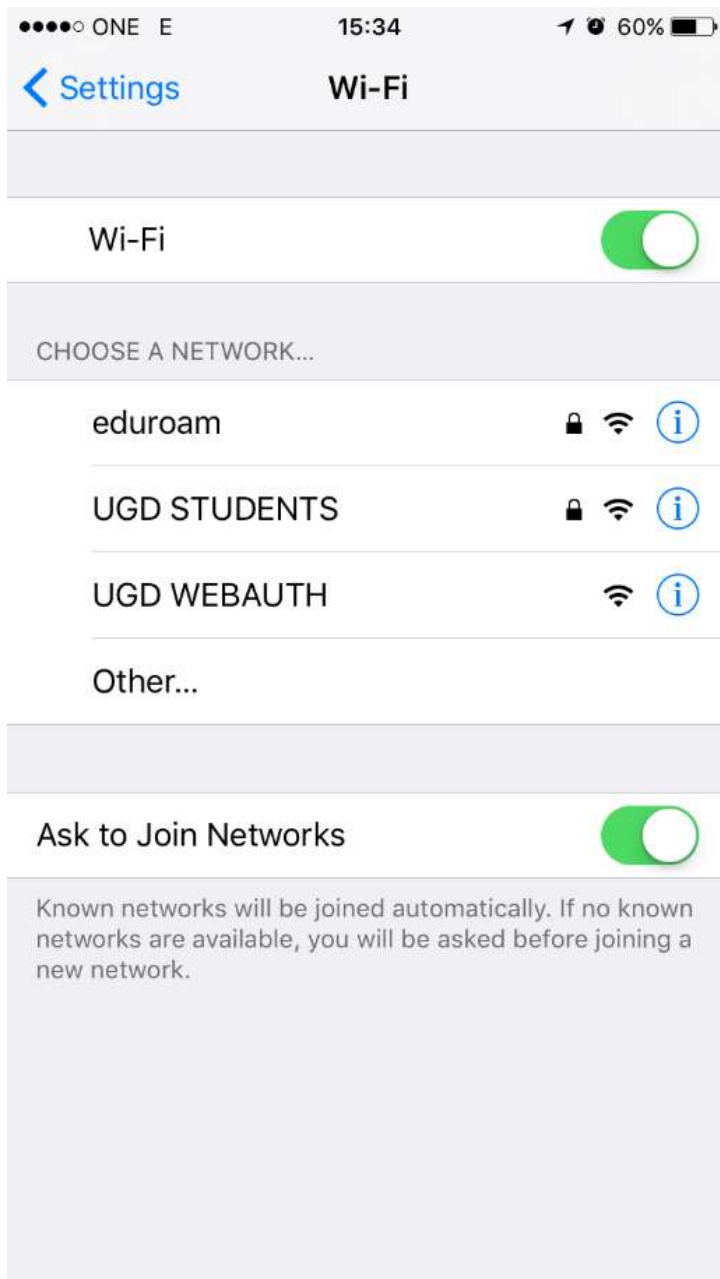 ONE E 15:34 60%
Settings Wi-Fi
Wi-Fi
CHOOSE A NETWORK...
eduroam
UGD STUDENTS
UGD WEBAUTH
Other...
Ask to Join Networks
Known networks will be joined automatically. If no known
networks are available, you will be asked before joining a
new network.